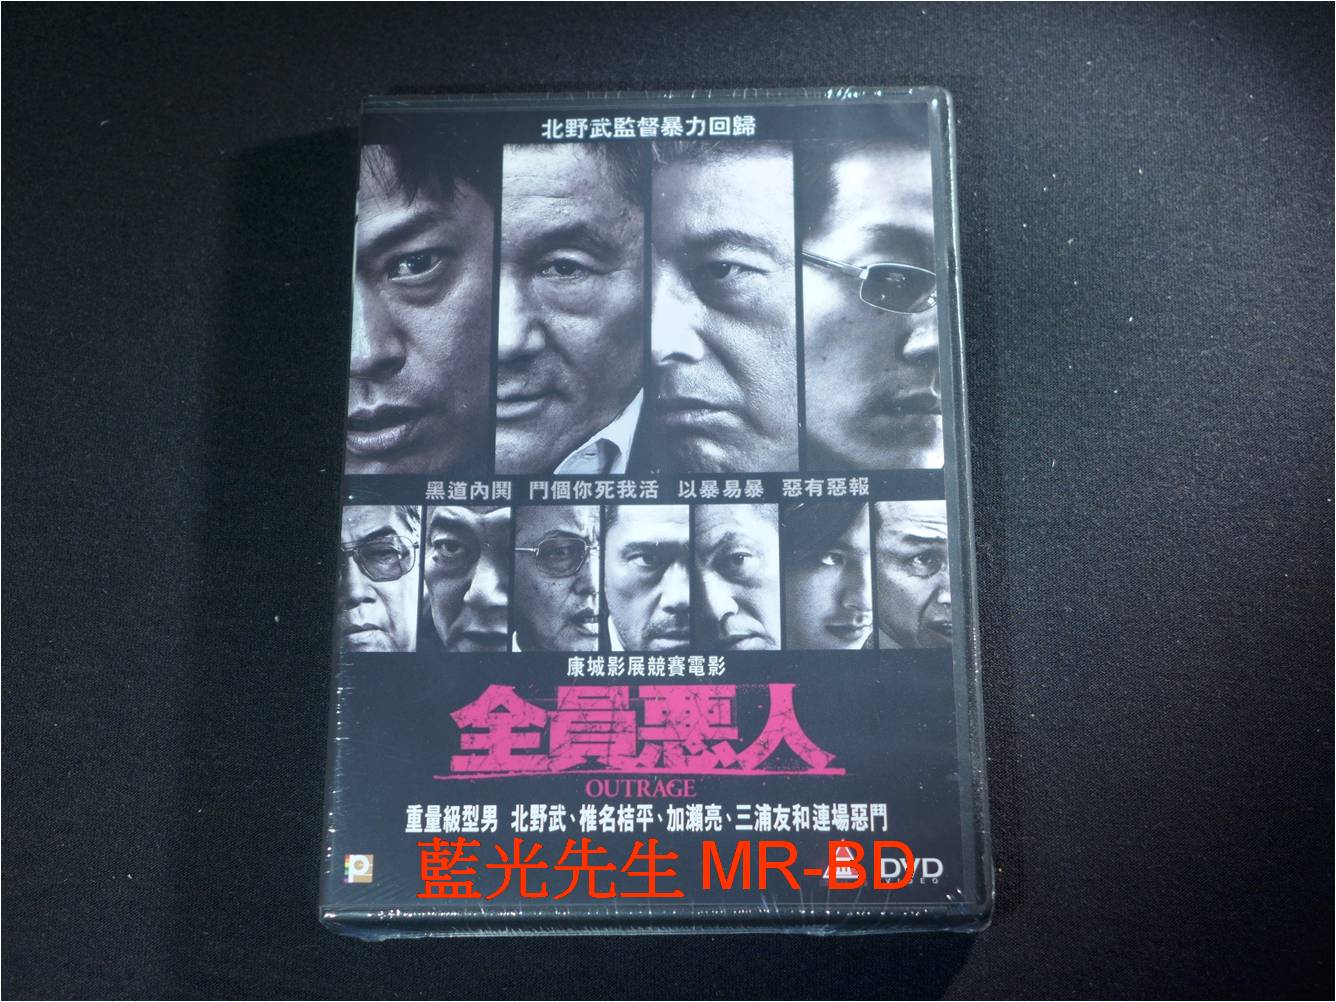 北野武監督暴力回歸
黑道內鬨 鬥個你死我活 以暴易暴 惡有惡報
康城影展競賽電影
全員悪人
OUTRAGE
重量級型男 北野武、椎名桔平、加瀨亮、三浦友和連場惡鬥
藍光先生 MR-BD
III
DVD
VIDEO
P